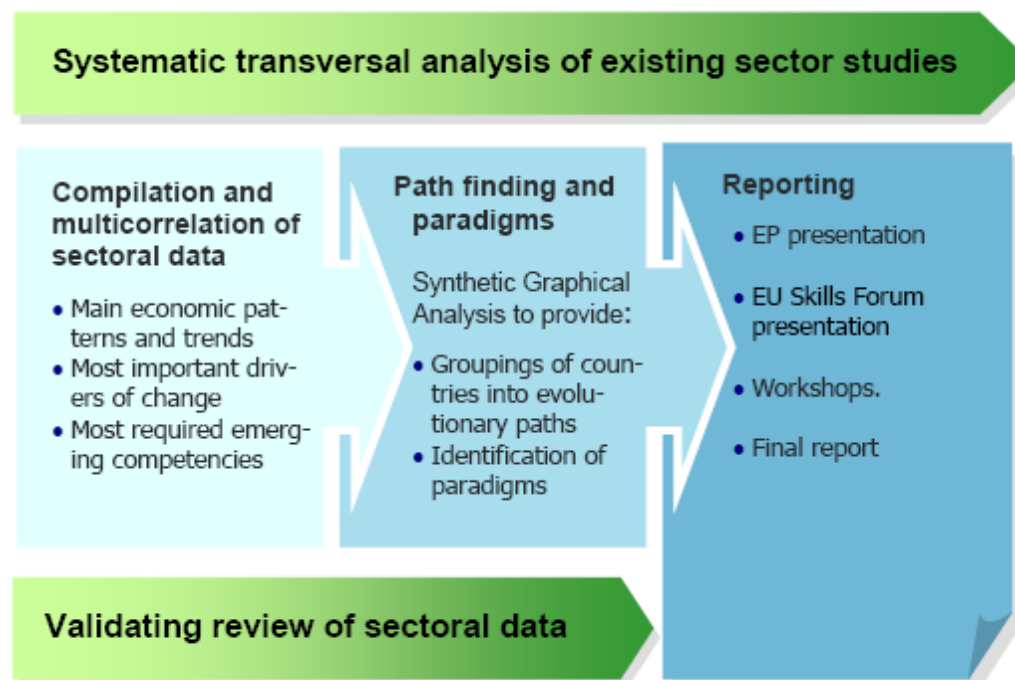 Systematic transversal analysis of existing sector studies
Compilation and
multicorrelation of
sectoral data
• Main economic pat-
terns and trends
• Most important driv-
ers of change
• Most required emerg-
ing competencies
Path finding and
paradigms
Synthetic Graphical
Analysis to provide:
• Groupings of coun-
tries into evolu-
tionary paths
• Identification of
paradigms
Reporting
• EP presentation
• EU Skills Forum
presentation
• Workshops.
• Final report
Validating review of sectoral data